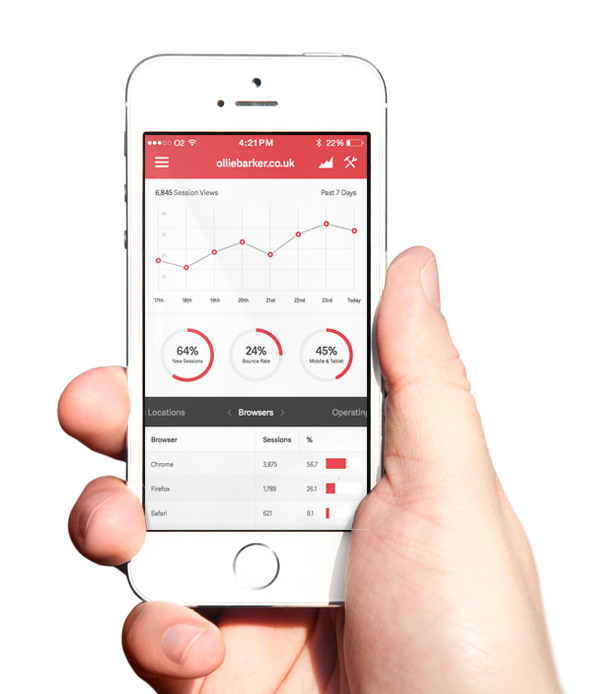 O2 4:21PM 22%
olliebarker.co.uk
6,845 Session Views Past 7 Days
17th 18th 19th 20th 21st 22nd 23rd Today
64% 24% 45%
New Sessions Bounce Rate Mobile & Tablet
Locations < Browsers > Operating
Browser Sessions %
Chrome 3,875 56.7
Firefox 1,789 26.1
Safari 621 9.1